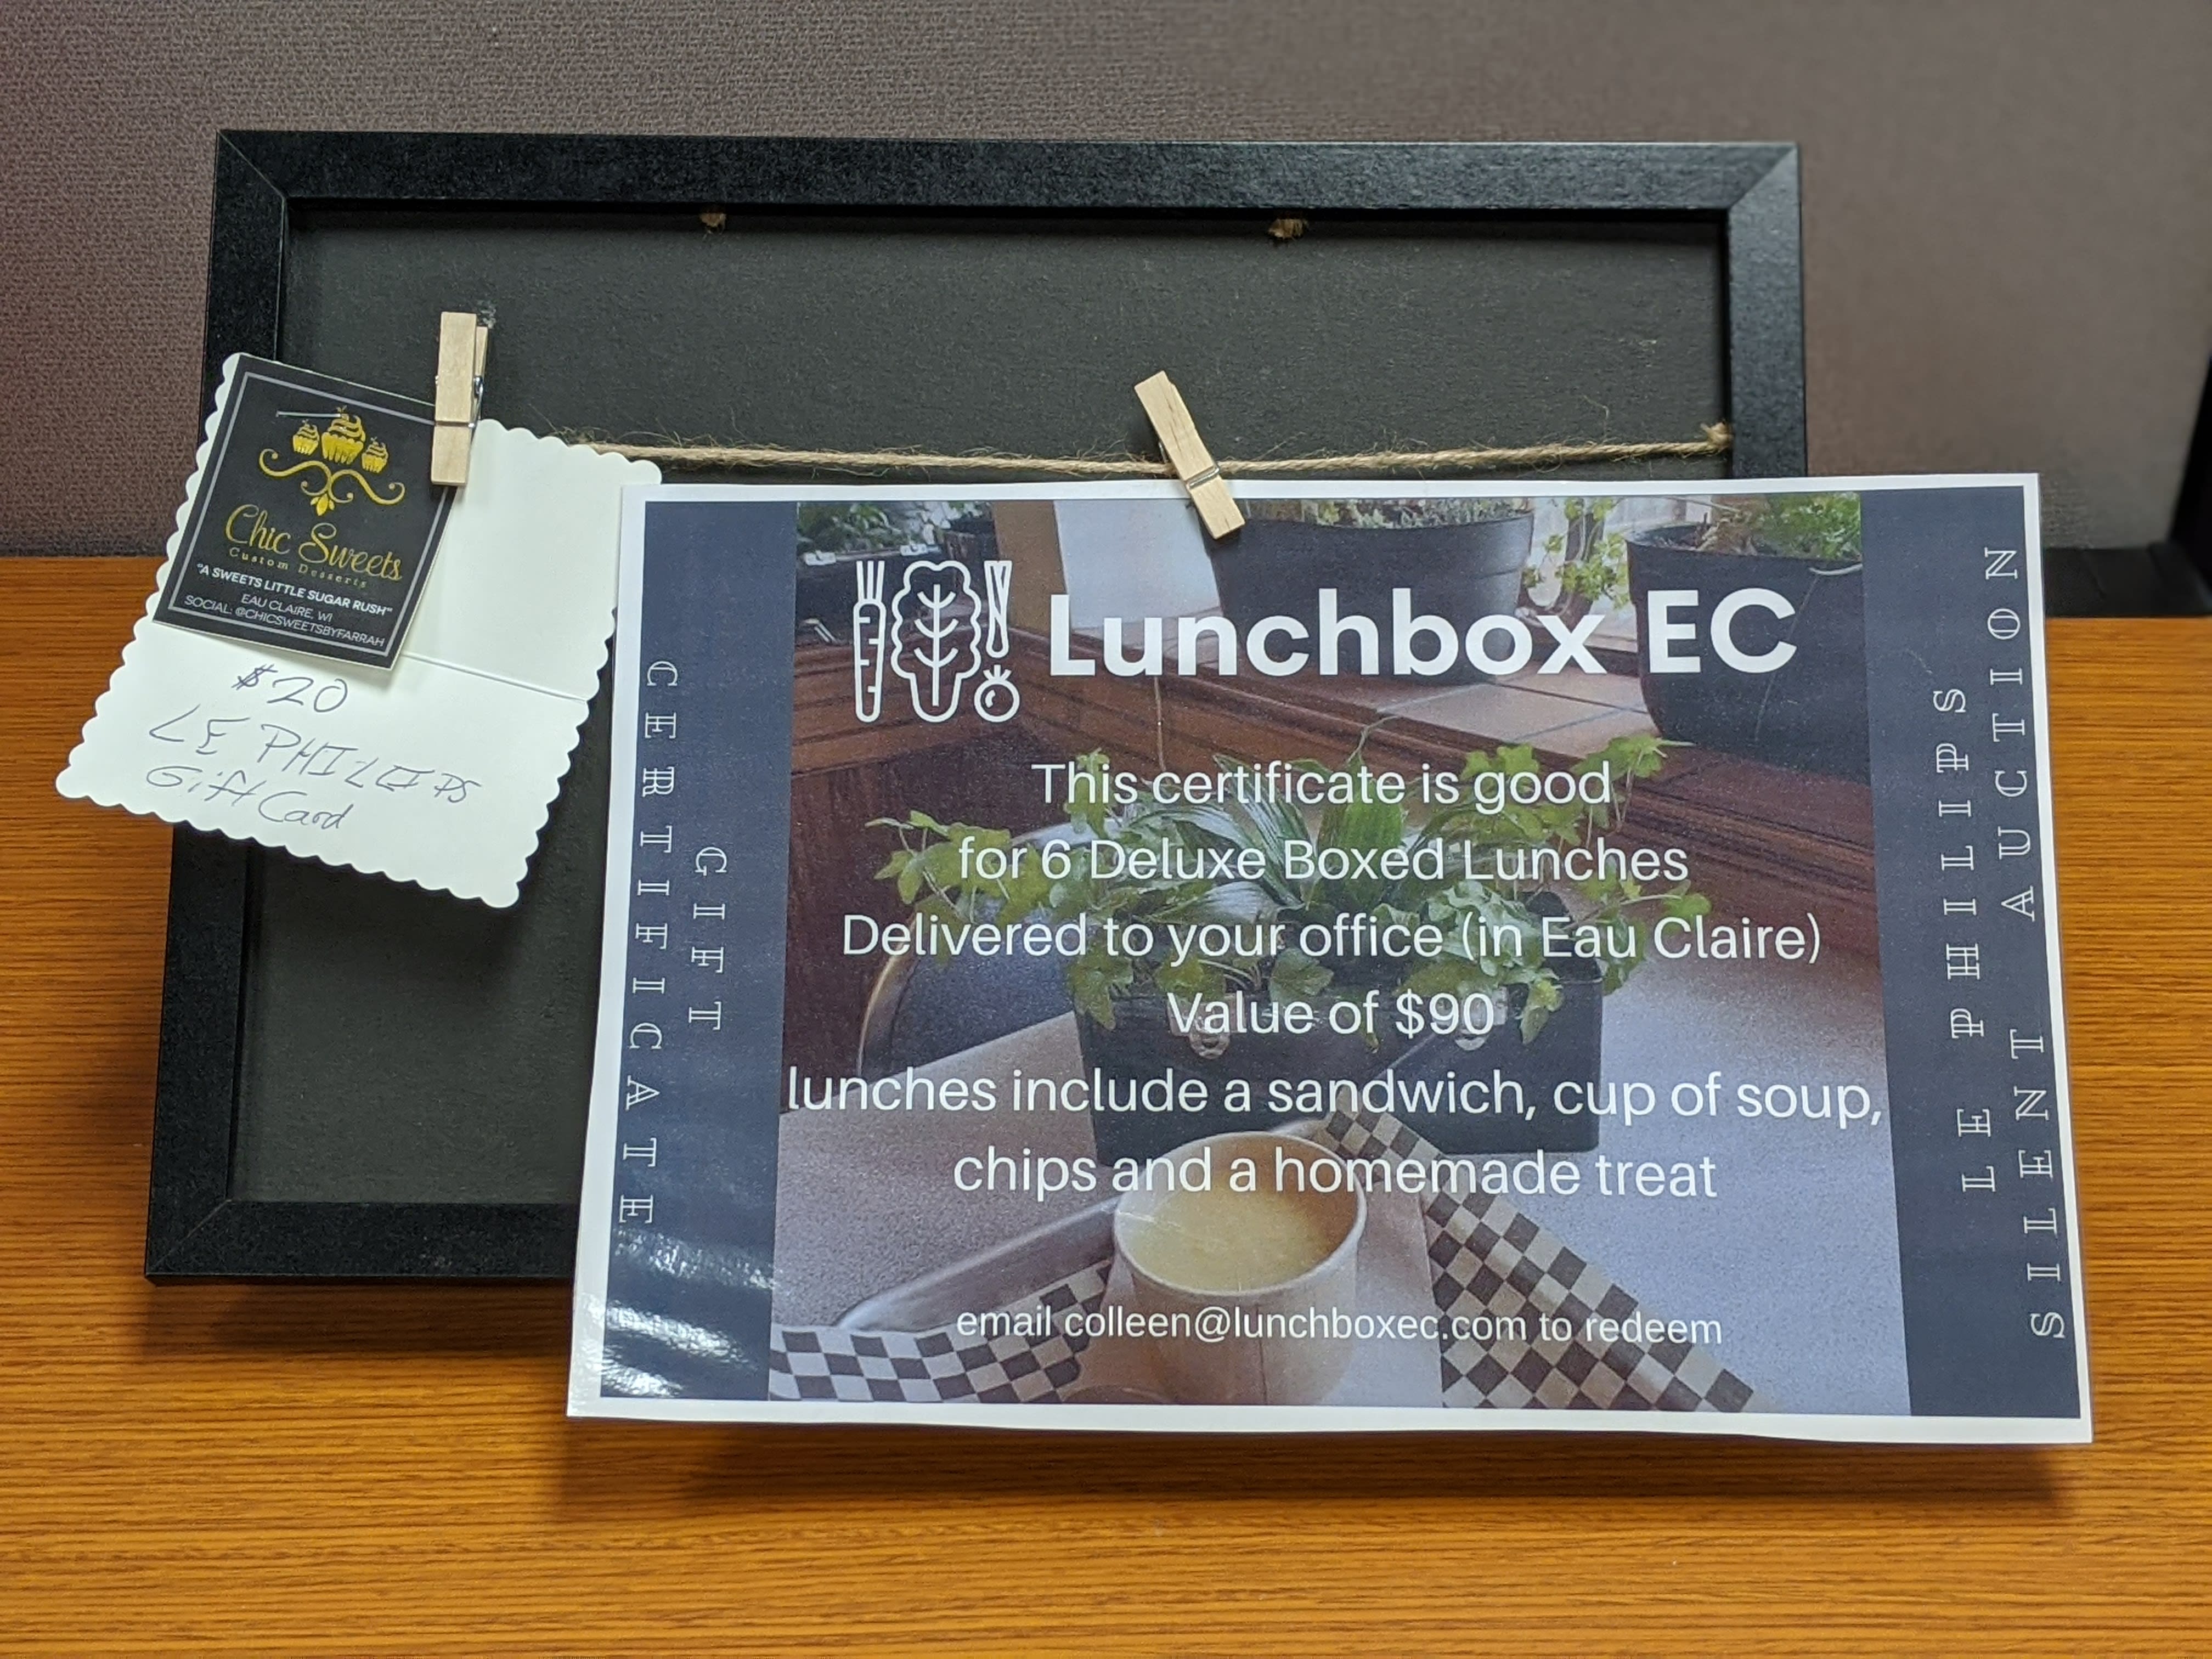 Chic Sweets
Custom Desserts
"A SWEETS LITTLE SUGAR RUSH"
EAU CLAIRE, WI
SOCIAL: @CHICSWEETSBYFARRAH
$20
LE PHILLIPS
Gift Card
GIFT
CERTIFICATE
Lunchbox EC
This certificate is good
for 6 Deluxe Boxed Lunches
Delivered to your office (in Eau Claire)
Value of $90
lunches include a sandwich, cup of soup,
chips and a homemade treat
email colleen@lunchboxec.com to redeem
LE PHILIPS
SILENT AUCTION